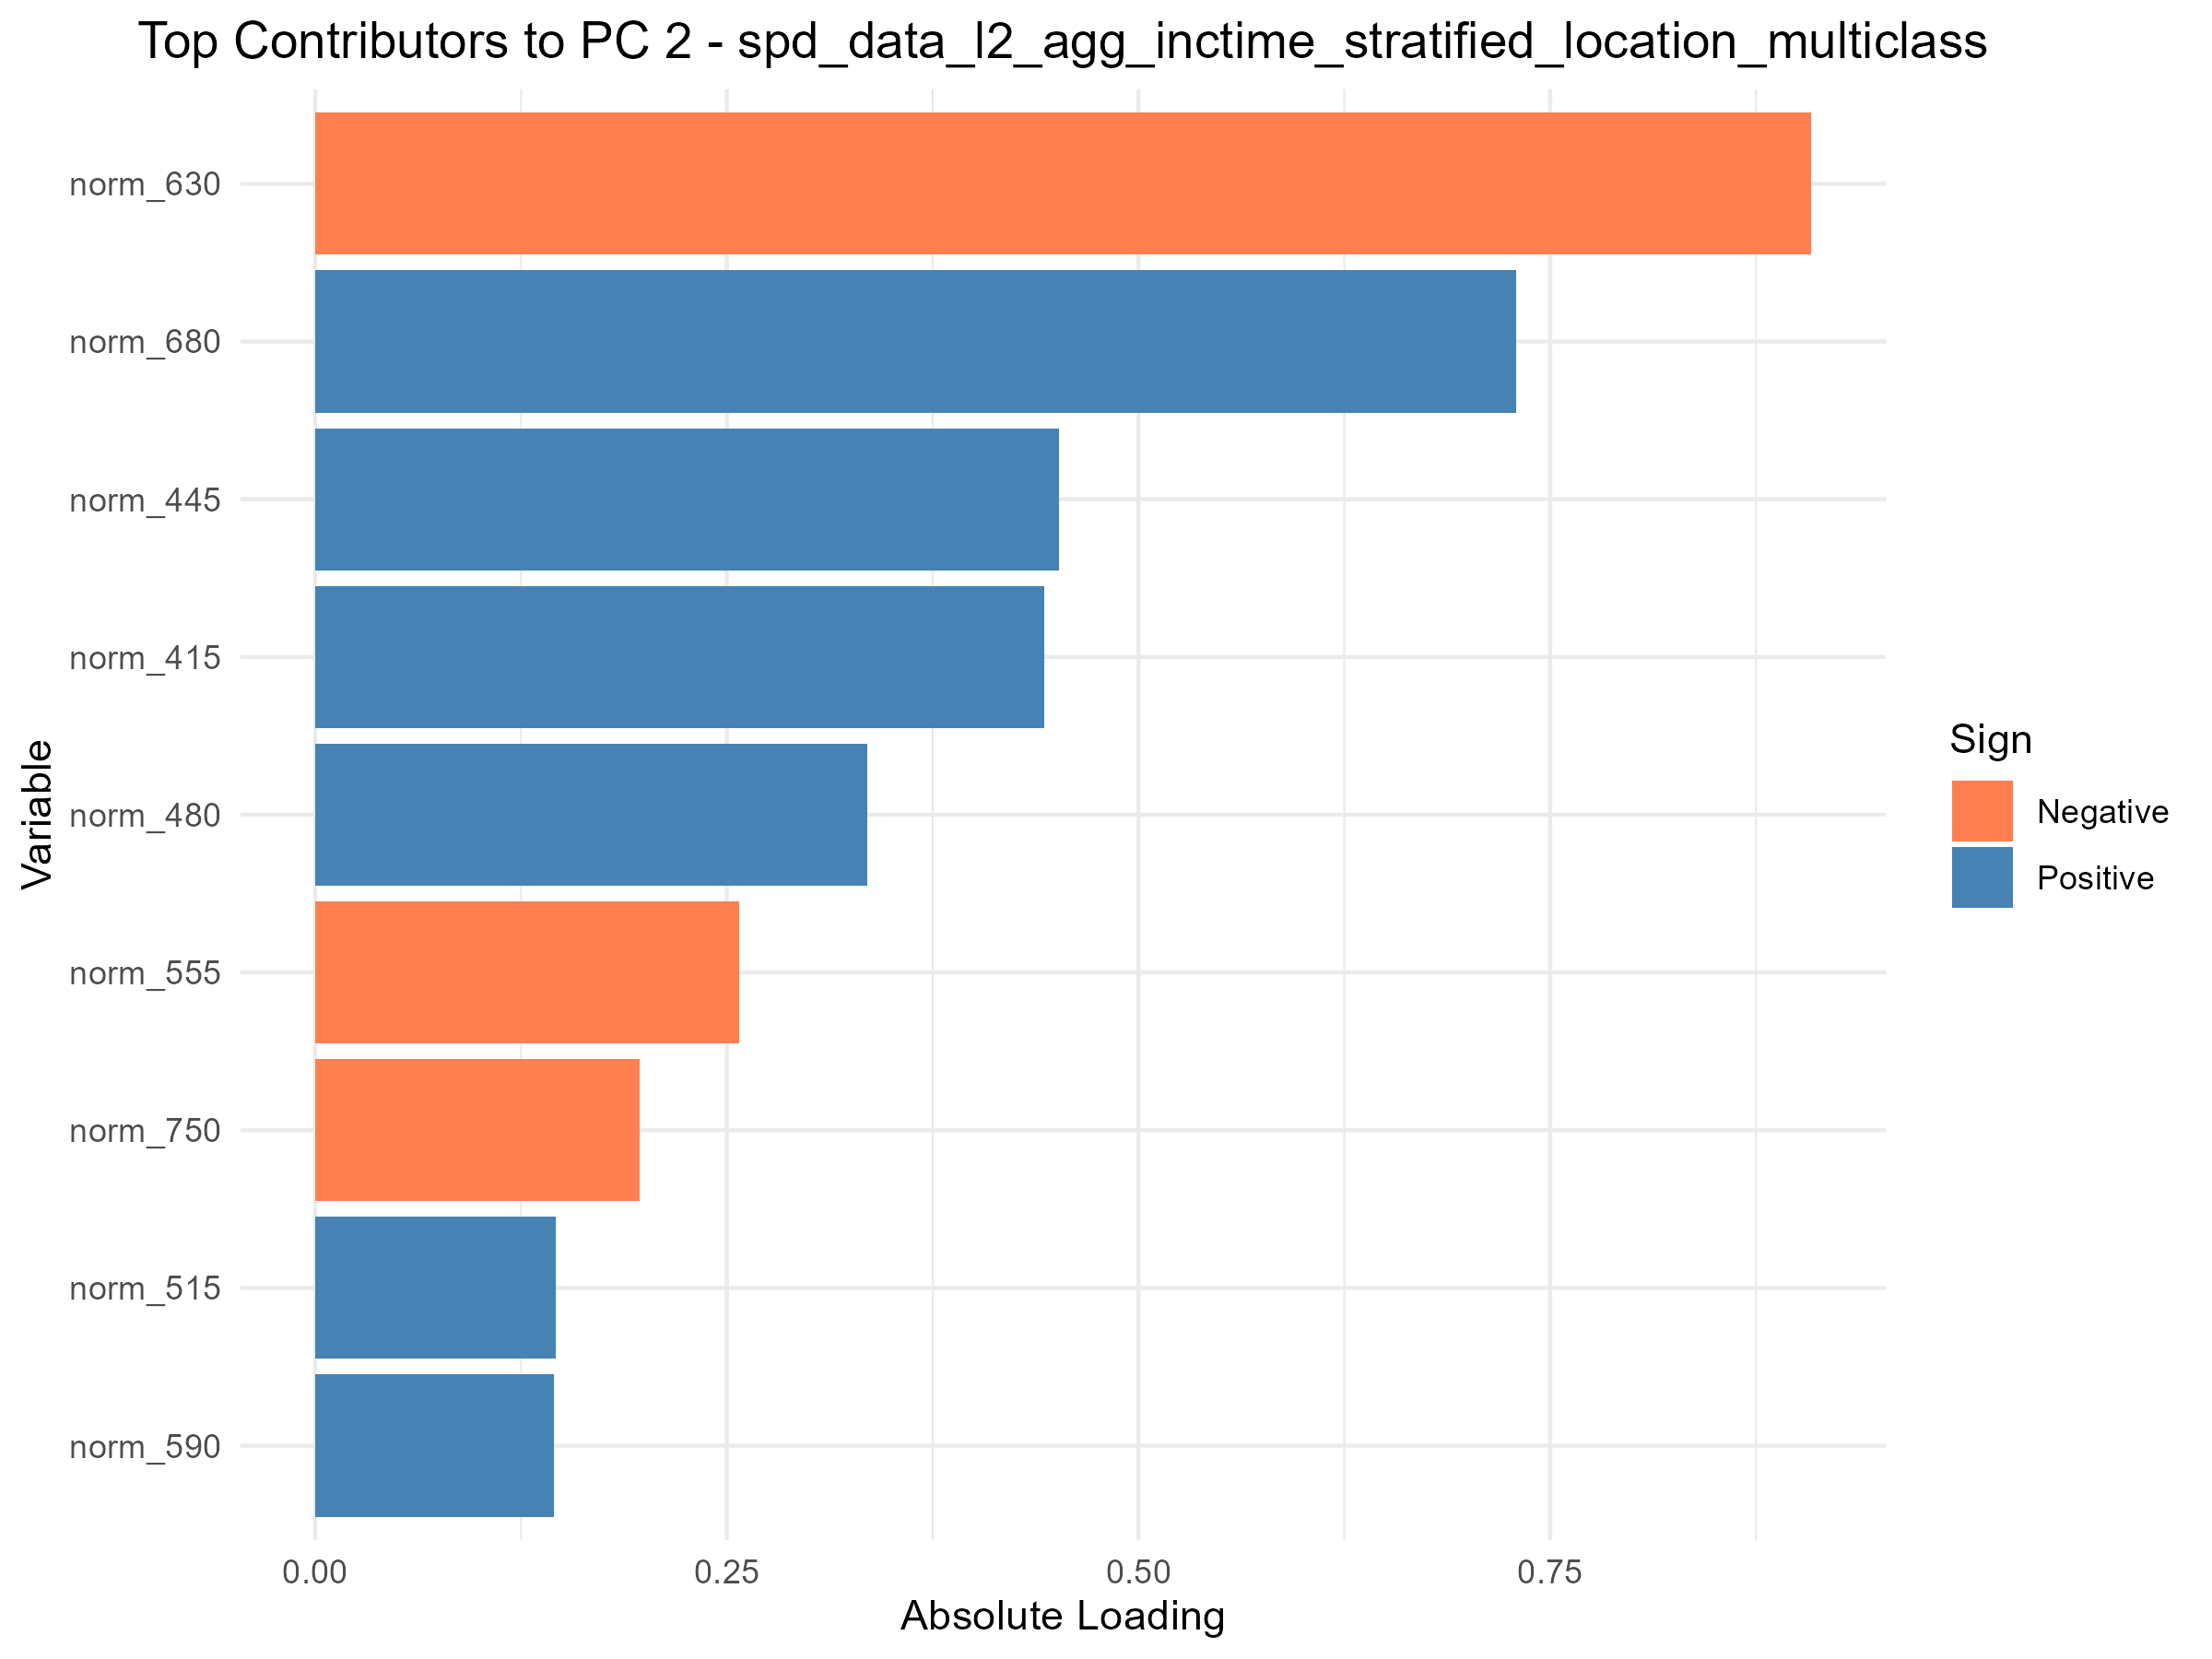 Top Contributors to PC 2 - spd_data_l2_agg_inctime_stratified_location_multiclass
norm_630
norm_680
norm_445
norm_415
norm_480
norm_555
norm_750
norm_515
norm_590
Variable
0.00
0.25
0.50
0.75
Absolute Loading
Sign
Negative
Positive